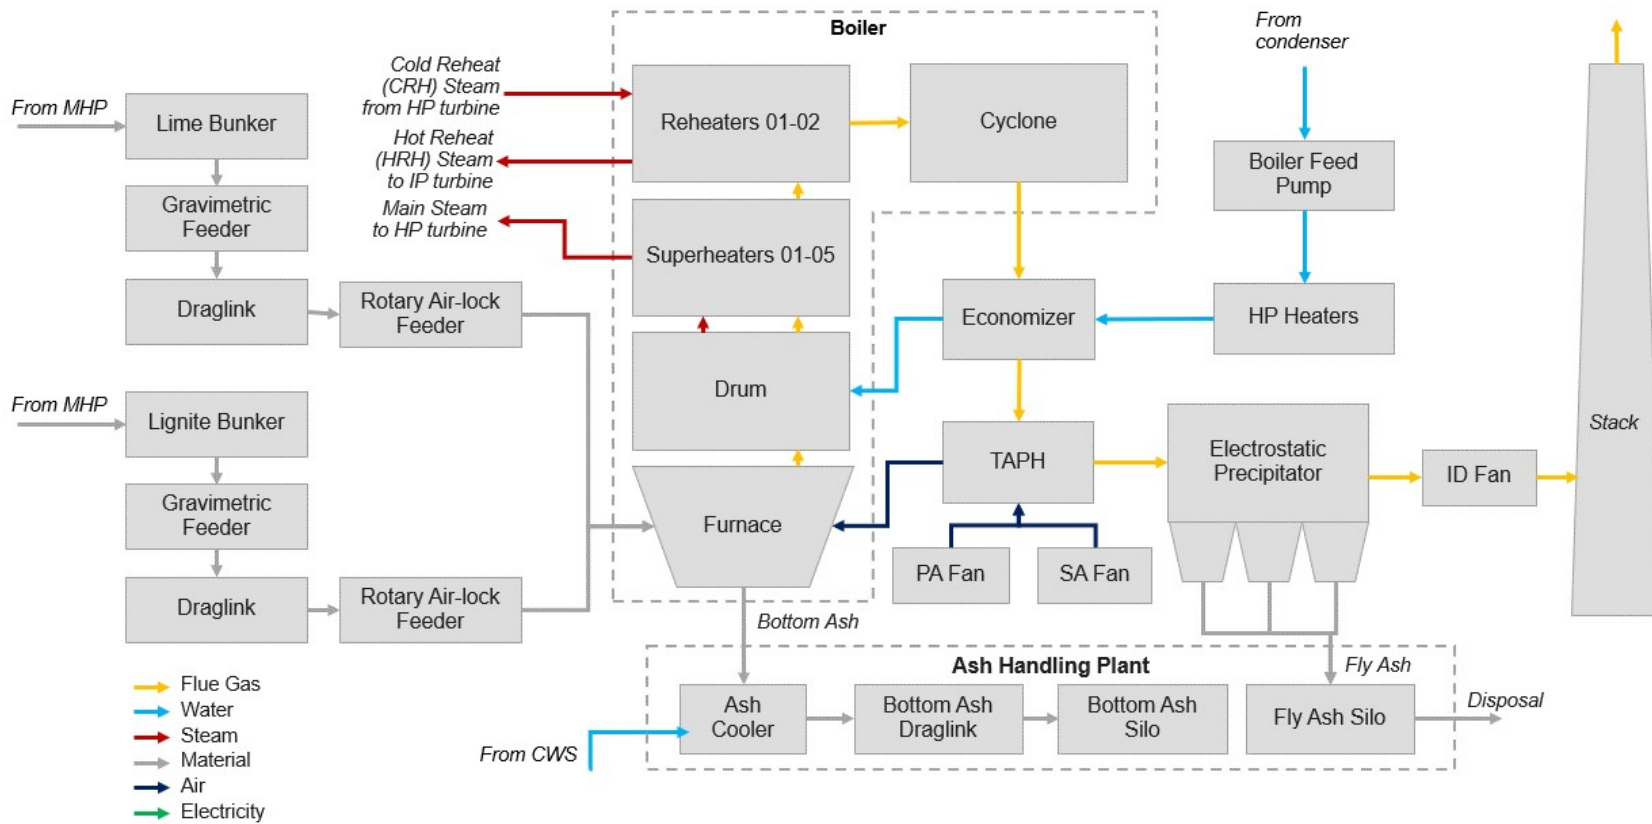 Boiler
From
condenser
Cold Reheat
(CRH) Steam
from HP turbine
Hot Reheat
(HRH) Steam
to IP turbine
Main Steam
to HP turbine
Reheaters 01-02
Cyclone
Superheaters 01-05
Drum
Furnace
From MHP
Lime Bunker
Gravimetric
Feeder
Draglink
Rotary Air-lock
Feeder
From MHP
Lignite Bunker
Gravimetric
Feeder
Draglink
Rotary Air-lock
Feeder
Boiler Feed
Pump
HP Heaters
Economizer
TAPH
PA Fan
SA Fan
Electrostatic
Precipitator
ID Fan
Stack
Bottom Ash
Ash Handling Plant
Fly Ash
Ash
Cooler
Bottom Ash
Draglink
Bottom Ash
Silo
Fly Ash Silo
Disposal
From CWS
Flue Gas
Water
Steam
Material
Air
Electricity